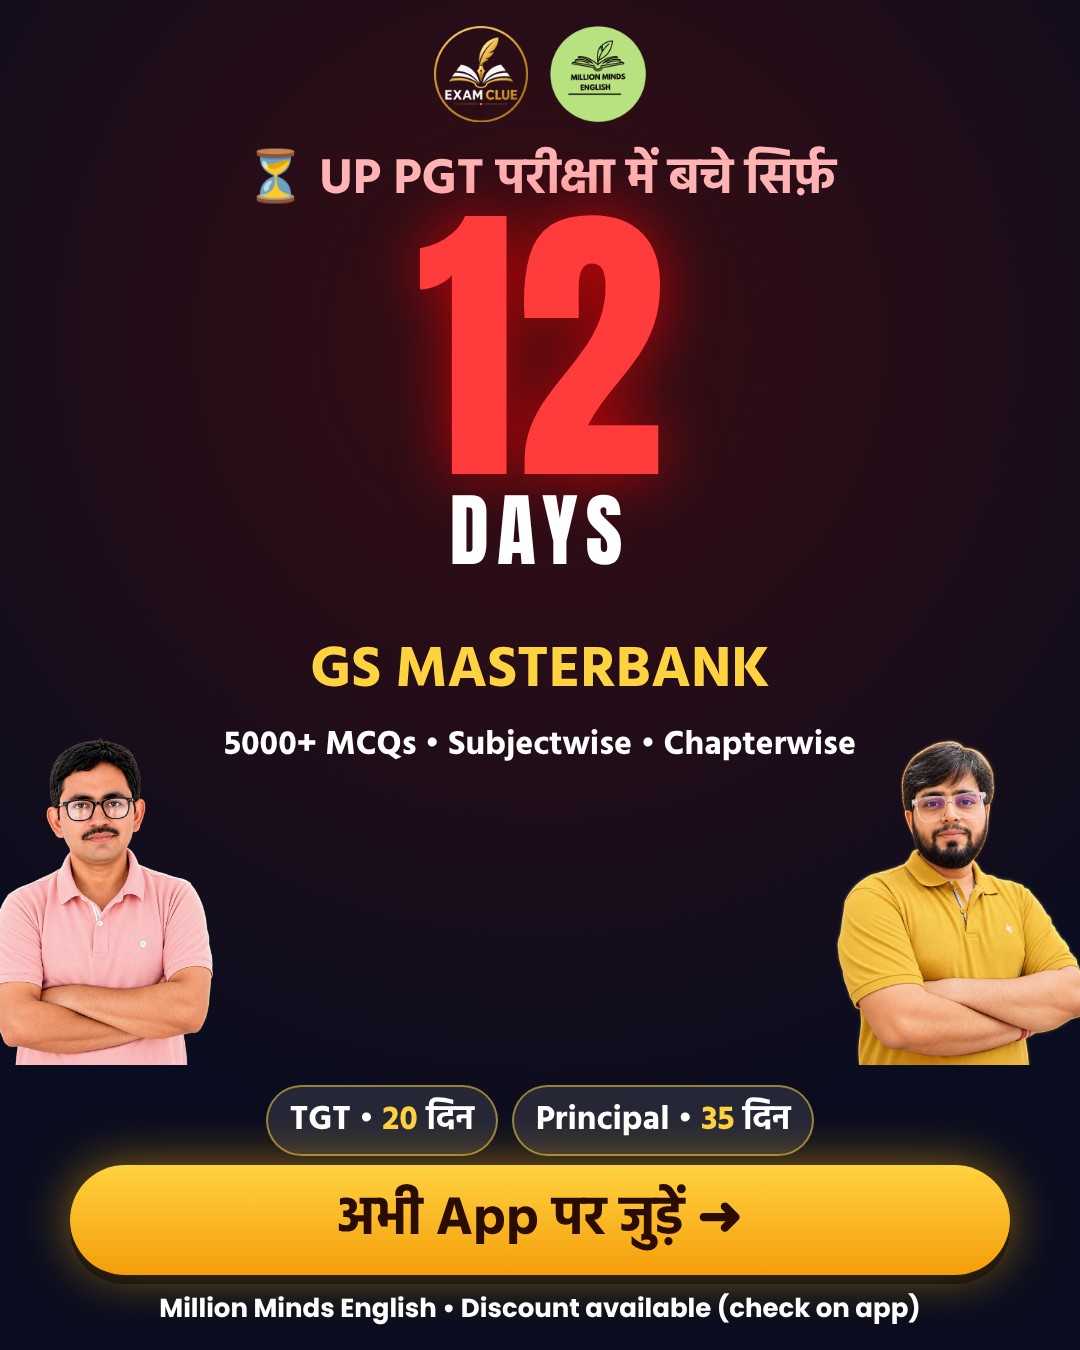 EXAM CLUE
MILLION MINDS
ENGLISH
⏳ UP PGT परीक्षा में बचे सिर्फ़
12
DAYS
GS MASTERBANK
5000+ MCQs • Subjectwise • Chapterwise
TGT • 20 दिन
Principal • 35 दिन
अभी App पर जुड़ें ➜
Million Minds English • Discount available (check on app)